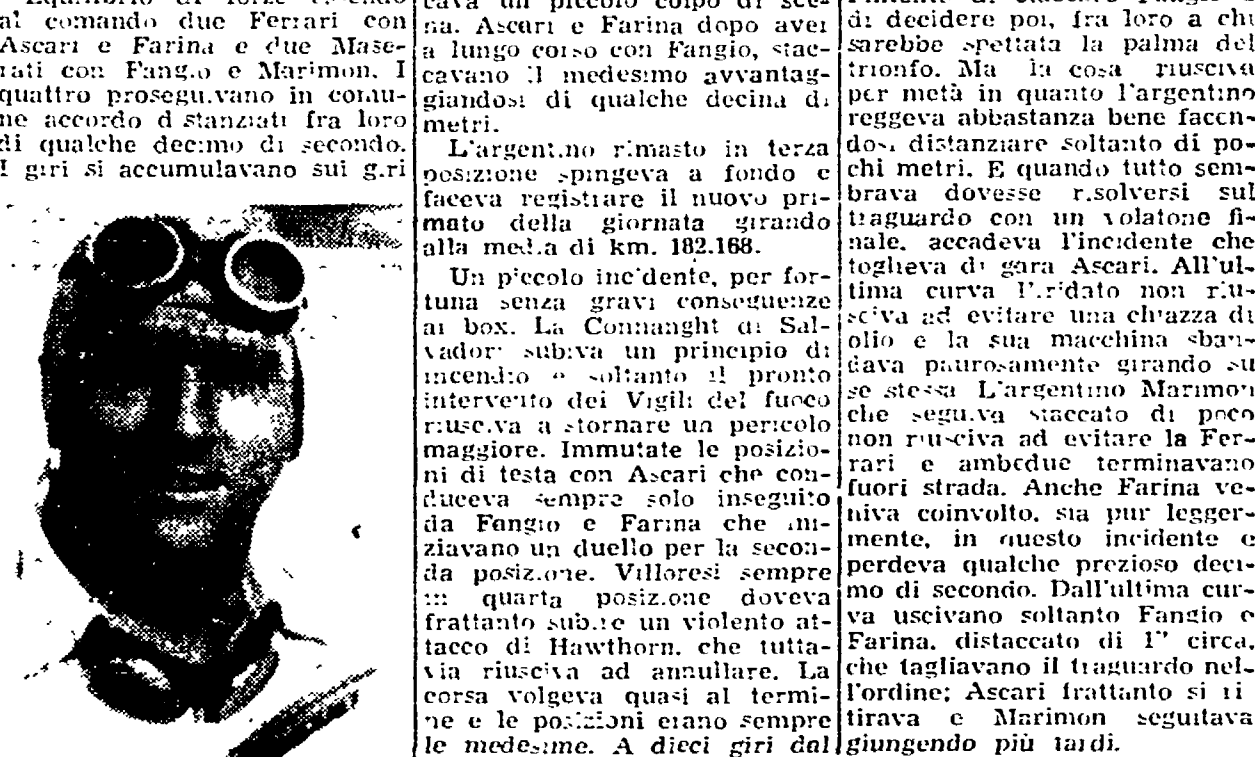 al comando due Ferrari con
Ascari e Farina e due Mase-
rati con Fangio e Marimon. I
quattro proseguivano in comu-
ne accordo distanziati fra loro
di qualche decimo di secondo.
I giri si accumulavano sui giri
cava un piccolo colpo di sce-
na. Ascari e Farina dopo aver
a lungo corso con Fangio, stac-
cavano il medesimo avvantag-
giandosi di qualche decina di
metri.
L'argentino rimasto in terza
posizione spingeva a fondo e
faceva registrare il nuovo pri-
mato della giornata girando
alla media di km. 182.168.
Un piccolo incidente, per for-
tuna senza gravi conseguenze
ai box. La Connanght di Sal-
vadori subiva un principio di
incendio e soltanto il pronto
intervento dei Vigili del fuoco
riusciva a stornare un pericolo
maggiore. Immutate le posizio-
ni di testa con Ascari che con-
duceva sempre solo inseguito
da Fangio e Farina che ini-
ziavano un duello per la secon-
da posizione. Villoresi sempre
in quarta posizione doveva
frattanto subire un violento at-
tacco di Hawthorn. che tutta-
via riusciva ad annullare. La
corsa volgeva quasi al termi-
ne e le posizioni erano sempre
le medesime. A dieci giri dal
di decidere poi, fra loro a chi
sarebbe spettata la palma del
trionfo. Ma la cosa riusciva
per metà in quanto l'argentino
reggeva abbastanza bene facen-
dosi distanziare soltanto di po-
chi metri. E quando tutto sem-
brava dovesse risolversi sul
traguardo con un volatone fi-
nale. accadeva l'incidente che
toglieva di gara Ascari. All'ul-
tima curva l'iridato non riu-
sciva ad evitare una chiazza di
olio e la sua macchina sban-
dava paurosamente girando su
se stessa L'argentino Marimon
che seguiva staccato di poco
non riusciva ad evitare la Fer-
rari e ambedue terminavano
fuori strada. Anche Farina ve-
niva coinvolto. sia pur legger-
mente, in questo incidente e
perdeva qualche prezioso deci-
mo di secondo. Dall'ultima cur-
va uscivano soltanto Fangio e
Farina. distaccato di 1" circa.
che tagliavano il traguardo nel-
l'ordine; Ascari frattanto si ri
tirava e Marimon seguitava
giungendo più tardi.